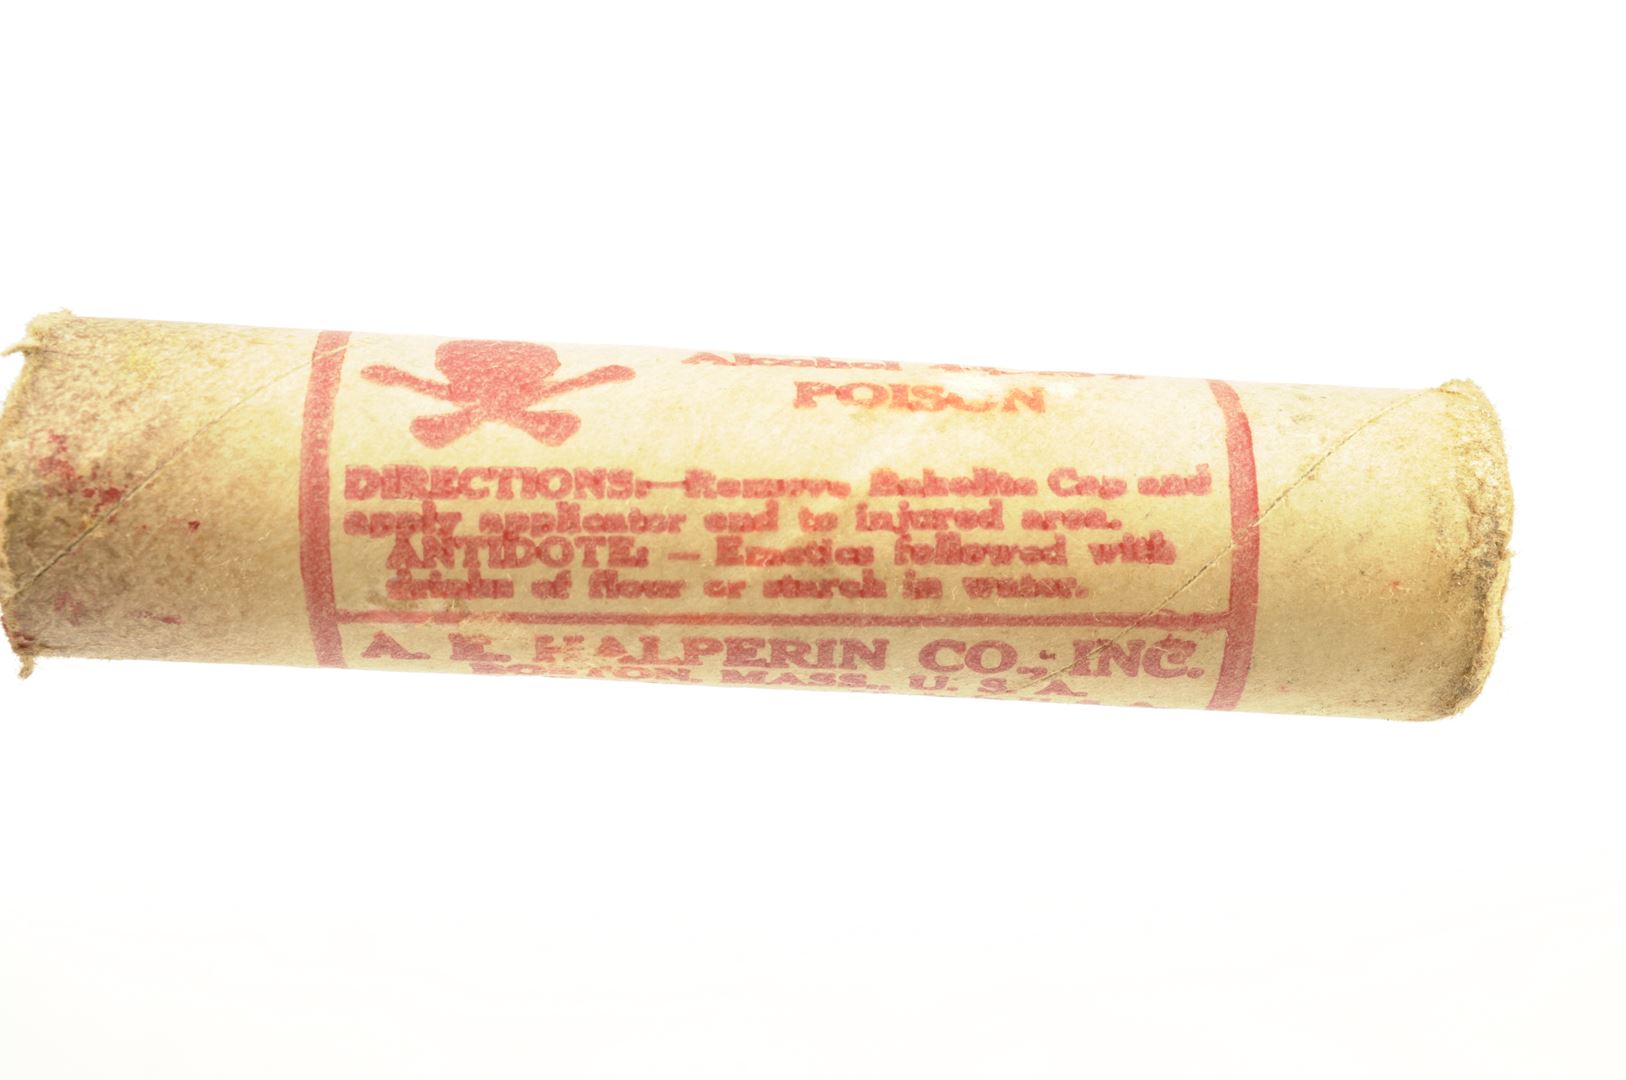 Alcohol
POISON
DIRECTIONS:—Remove Bakelite Cap and
apply applicator end to injured area.
ANTIDOTE: — Emetics followed with
drinks of flour or starch in water.
A. E. HALPERIN CO., INC.
BOSTON, MASS., U. S. A.